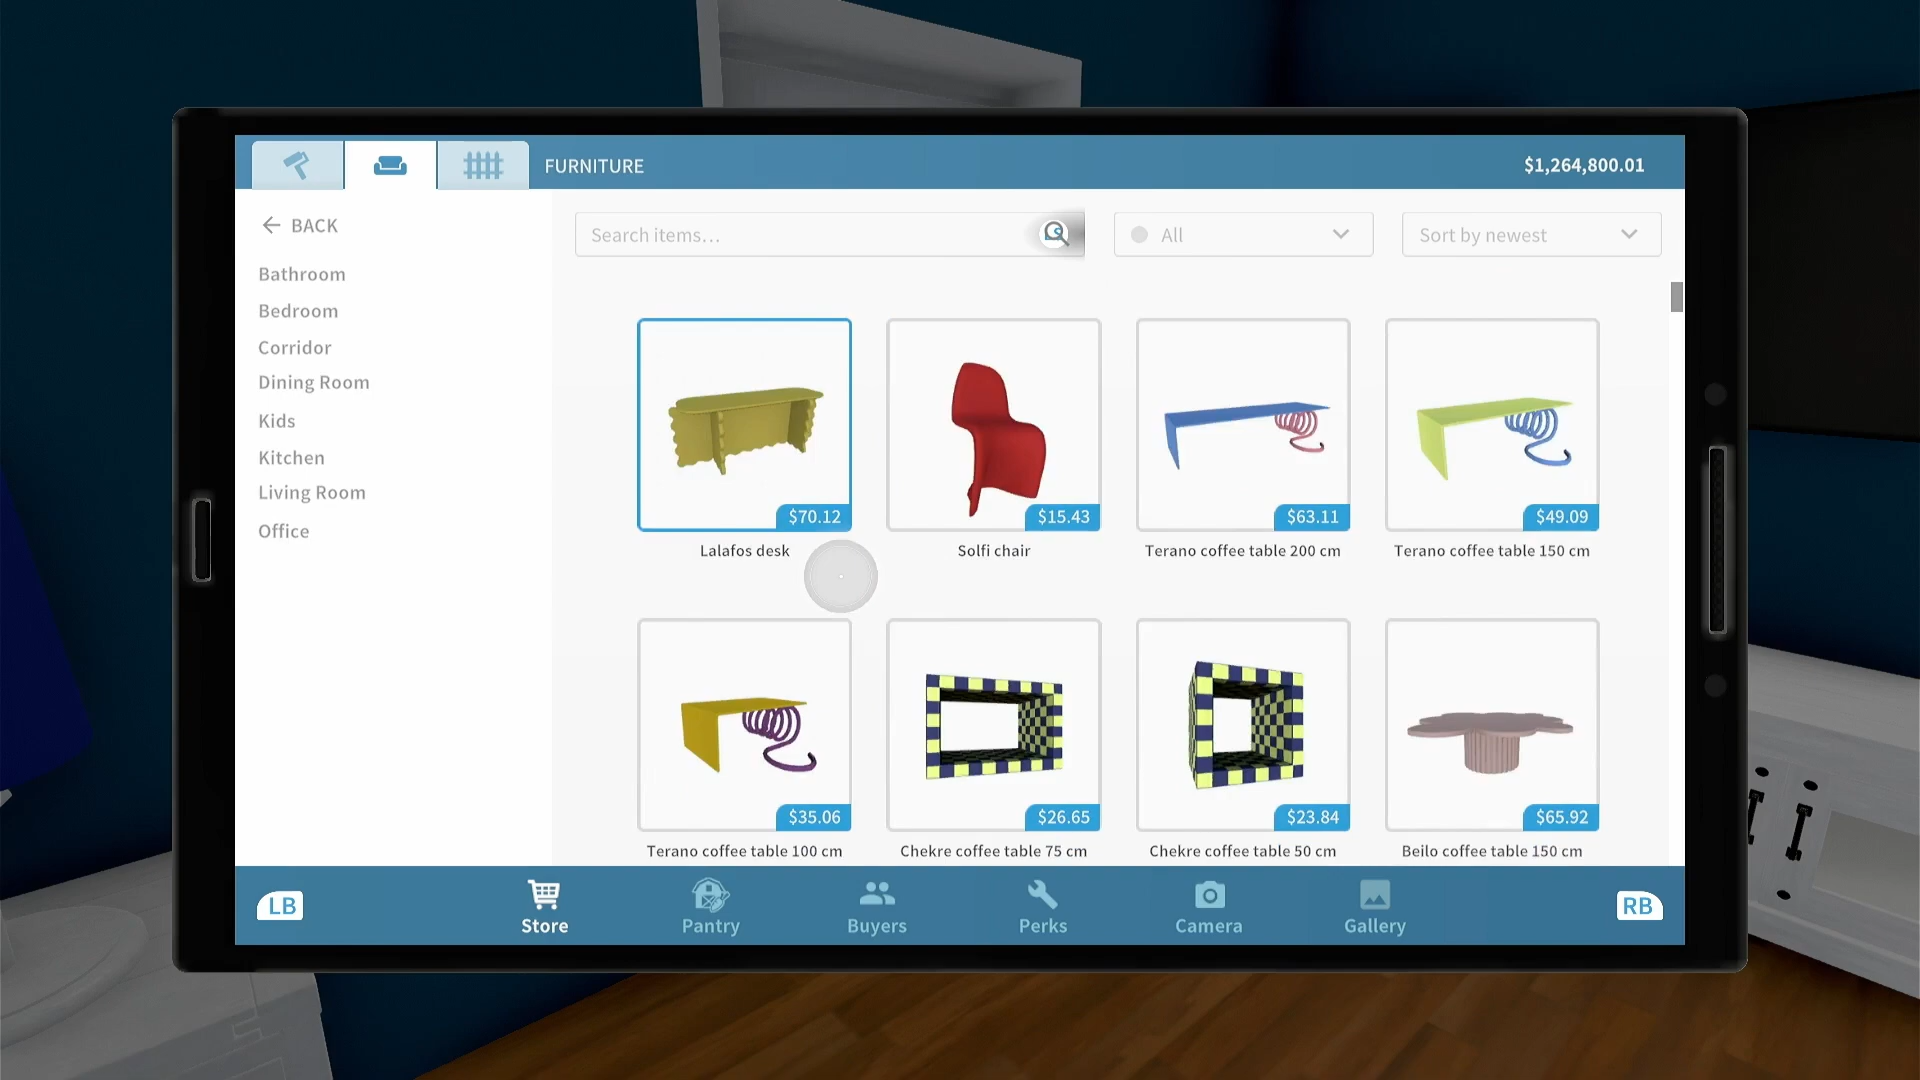 FURNITURE
$1,264,800.01
BACK
Search items...
All
Sort by newest
Bathroom
Bedroom
Corridor
Dining Room
Kids
Kitchen
Living Room
Office
$70.12
$15.43
$63.11
$49.09
Lalafos desk
Solfi chair
Terano coffee table 200 cm
Terano coffee table 150 cm
$35.06
$26.65
$23.84
$65.92
Terano coffee table 100 cm
Chekre coffee table 75 cm
Chekre coffee table 50 cm
Beilo coffee table 150 cm
LB
Store
Pantry
Buyers
Perks
Camera
Gallery
RB